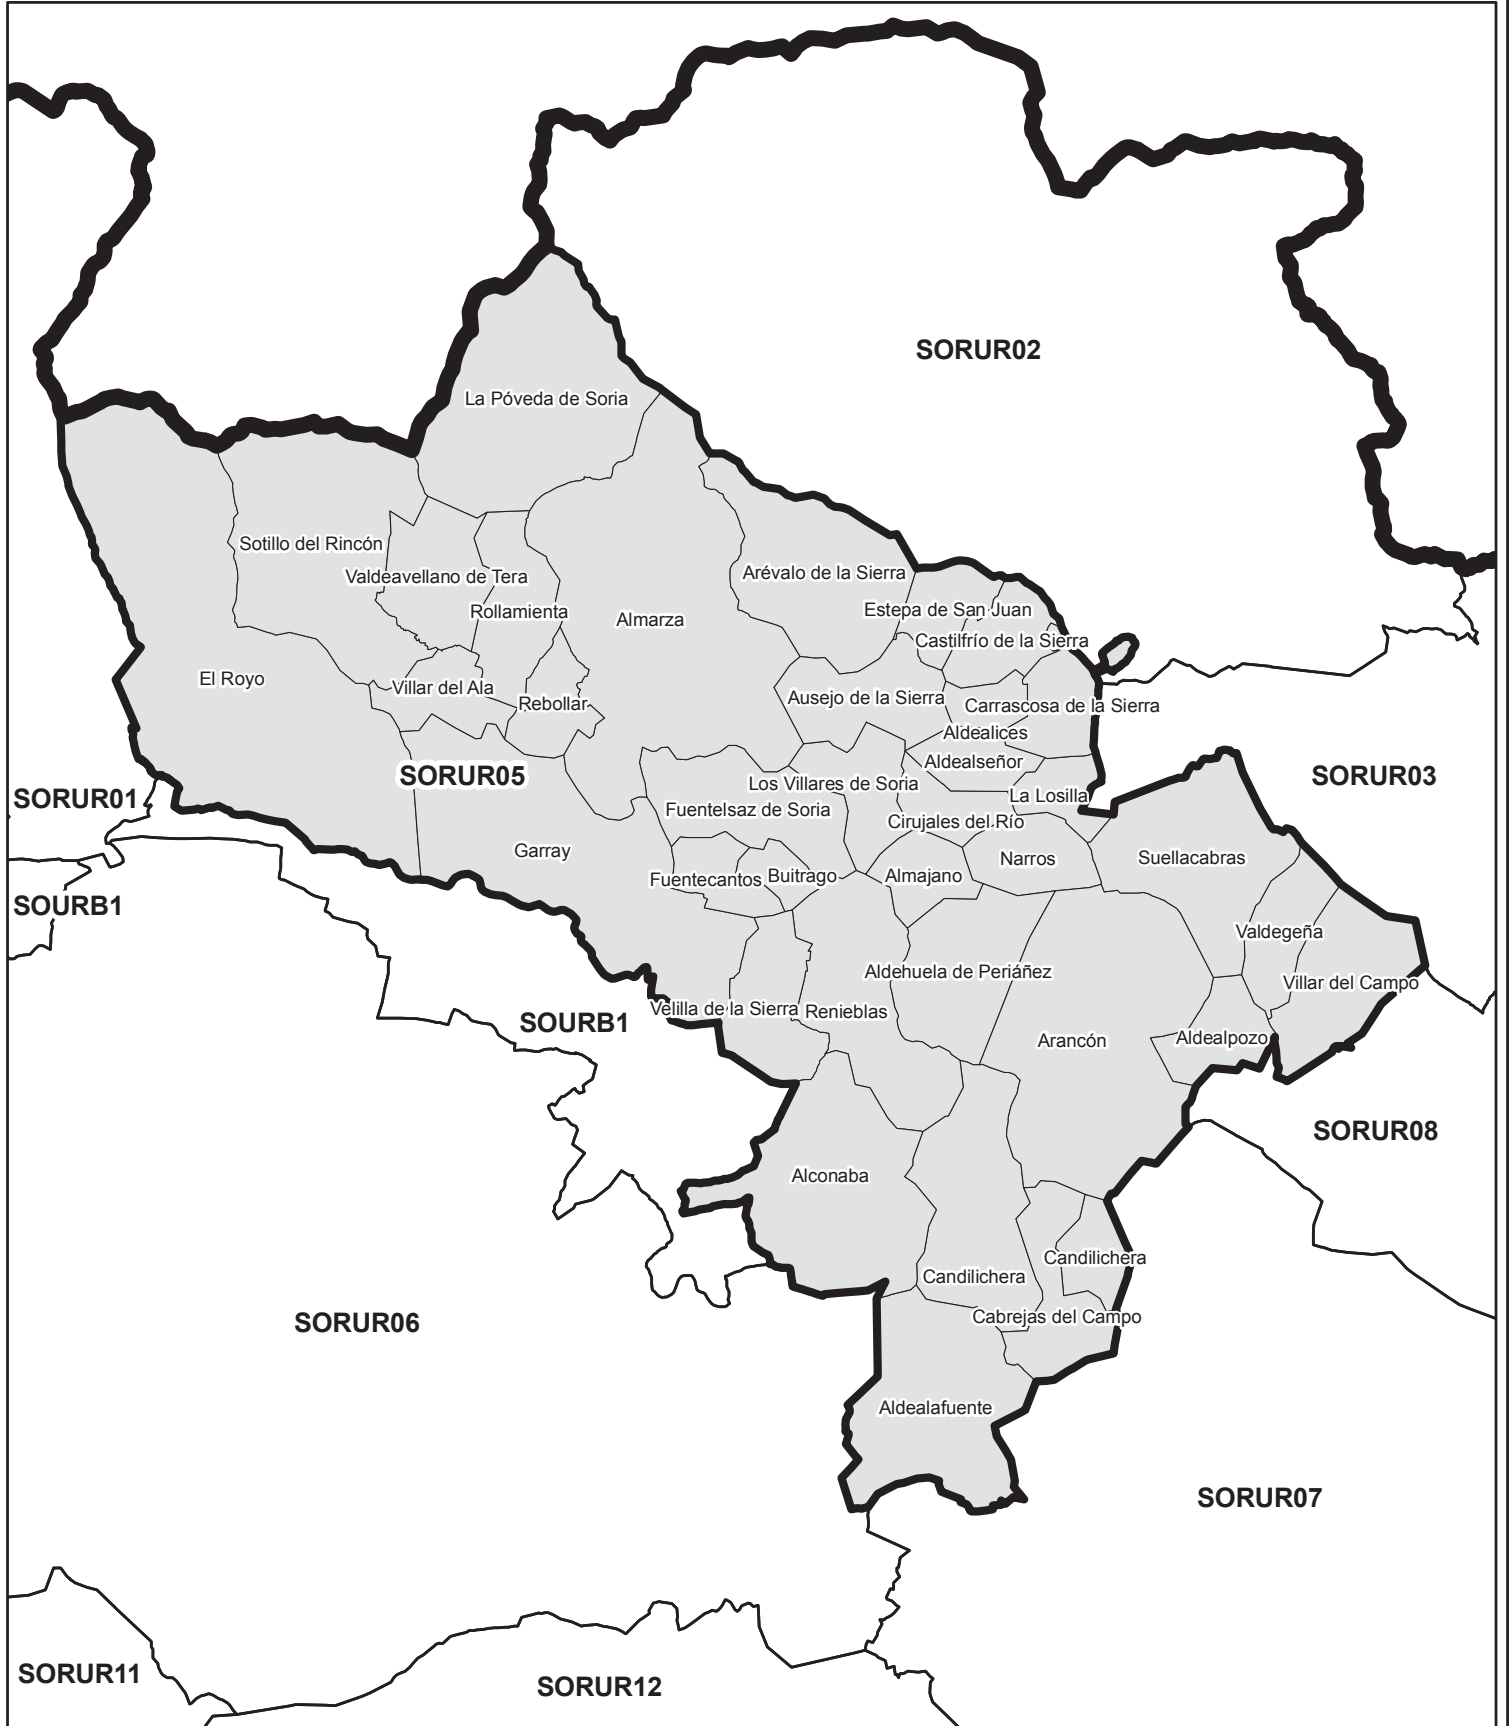 SORUR02
La Póveda de Soria
Sotillo del Rincón
Valdeavellano de Tera
Arévalo de la Sierra
Rollamienta
Estepa de San Juan
Almarza
Castilfrío de la Sierra
El Royo
Villar del Ala
Ausejo de la Sierra
Rebollar
Carrascosa de la Sierra
Aldealices
Aldealseñor
SORUR05
SORUR03
Los Villares de Soria
SORUR01
La Losilla
Fuentelsaz de Soria
Cirujales del Río
Garray
Narros
Suellacabras
Fuentecantos
Buitrago
Almajano
SOURB1
Valdegeña
Aldehuela de Periáñez
Villar del Campo
Velilla de la Sierra
Renieblas
SOURB1
Arancón
Aldealpozo
SORUR08
Alconaba
Candilichera
Candilichera
Cabrejas del Campo
SORUR06
Aldealafuente
SORUR07
SORUR11
SORUR12